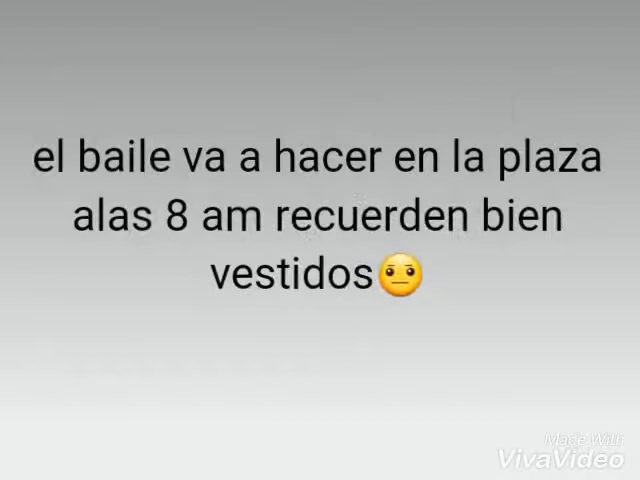 el baile va a hacer en la plaza
alas 8 am recuerden bien
vestidos😐
Made With
VivaVideo